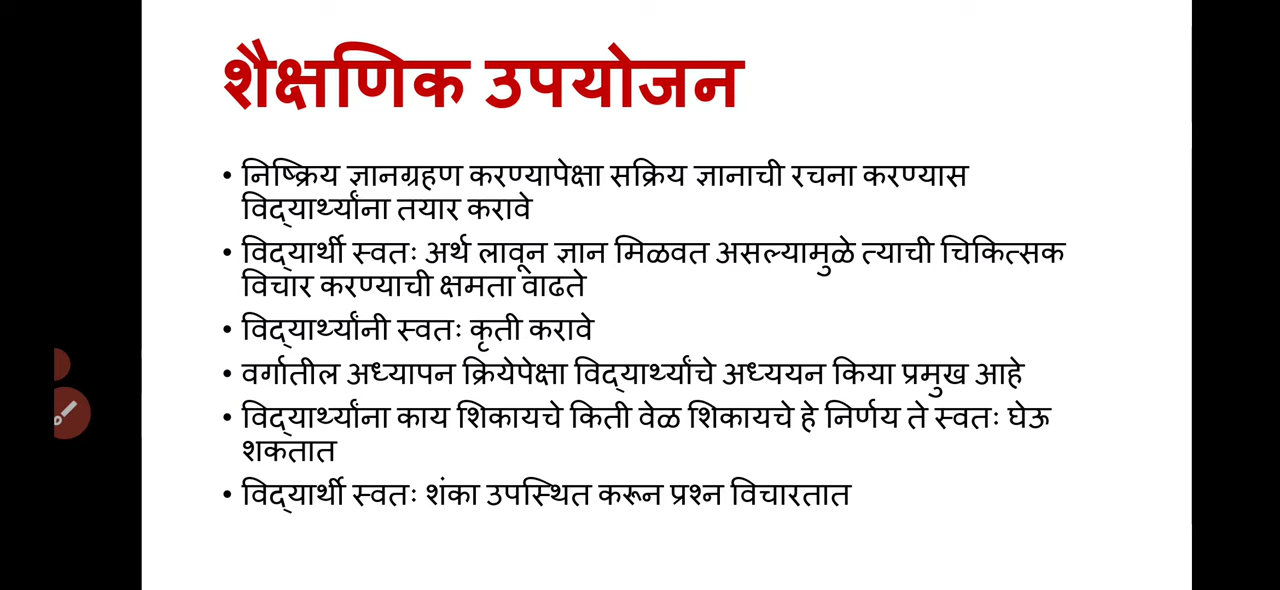 शैक्षणिक उपयोजन
• निष्क्रिय ज्ञानग्रहण करण्यापेक्षा सक्रिय ज्ञानाची रचना करण्यास
विद्‌यार्थ्यांना तयार करावे
• विद्‌यार्थी स्वतः अर्थ लावून ज्ञान मिळवत असल्यामुळे त्याची चिकित्सक
विचार करण्याची क्षमता वाढते
• विद्‌यार्थ्यांनी स्वतः कृती करावे
• वर्गातील अध्यापन क्रियेपेक्षा विद्‌यार्थ्यांचे अध्ययन किया प्रमुख आहे
• विद्‌यार्थ्यांना काय शिकायचे किती वेळ शिकायचे हे निर्णय ते स्वतः घेऊ
शकतात
• विद्‌यार्थी स्वतः शंका उपस्थित करून प्रश्न विचारतात